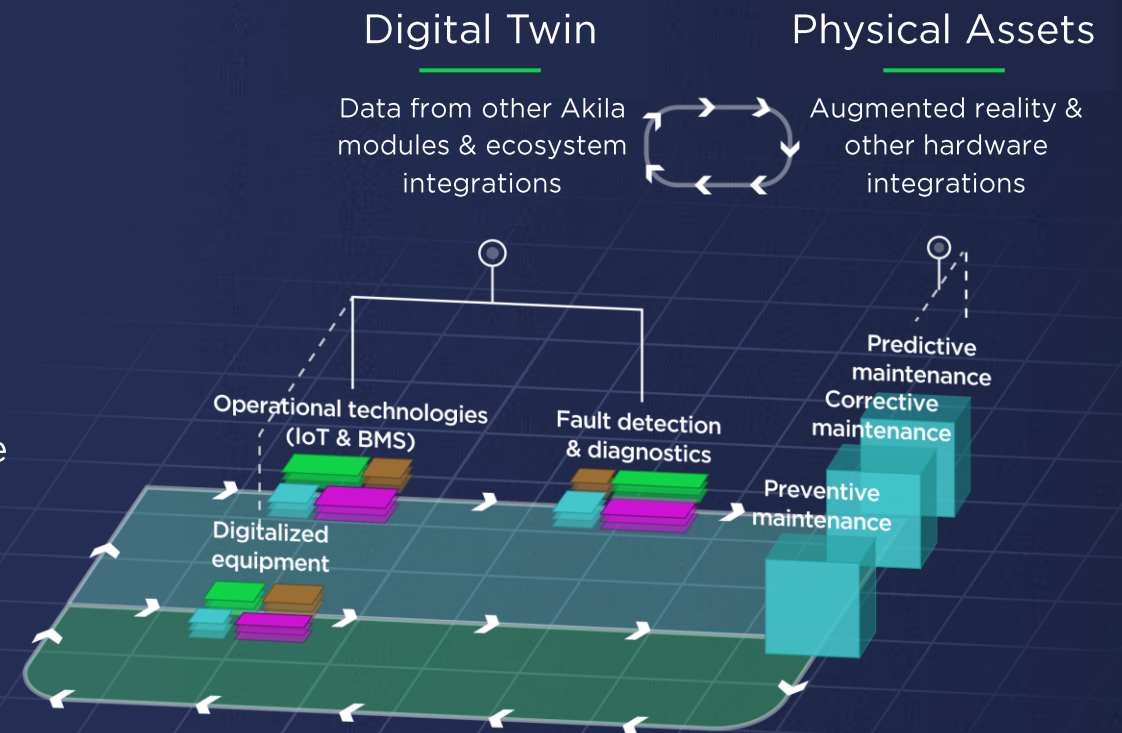 Digital Twin
Physical Assets
Data from other Akila
modules & ecosystem
integrations
Augmented reality &
other hardware
integrations
Operational technologies
(IoT & BMS)
Fault detection
& diagnostics
Predictive
maintenance
Corrective
maintenance
Preventive
maintenance
Digitalized
equipment